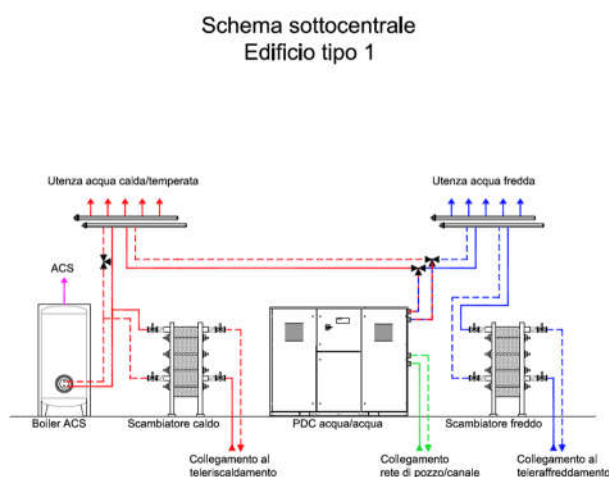 Schema sottocentrale
Edificio tipo 1
Utenza acqua calda/temperata
Utenza acqua fredda
ACS
Boiler ACS
Scambiatore caldo
PDC acqua/acqua
Scambiatore freddo
Collegamento al
teleriscaldamento
Collegamento
rete di pozzo/canale
Collegamento al
teleraffreddamento